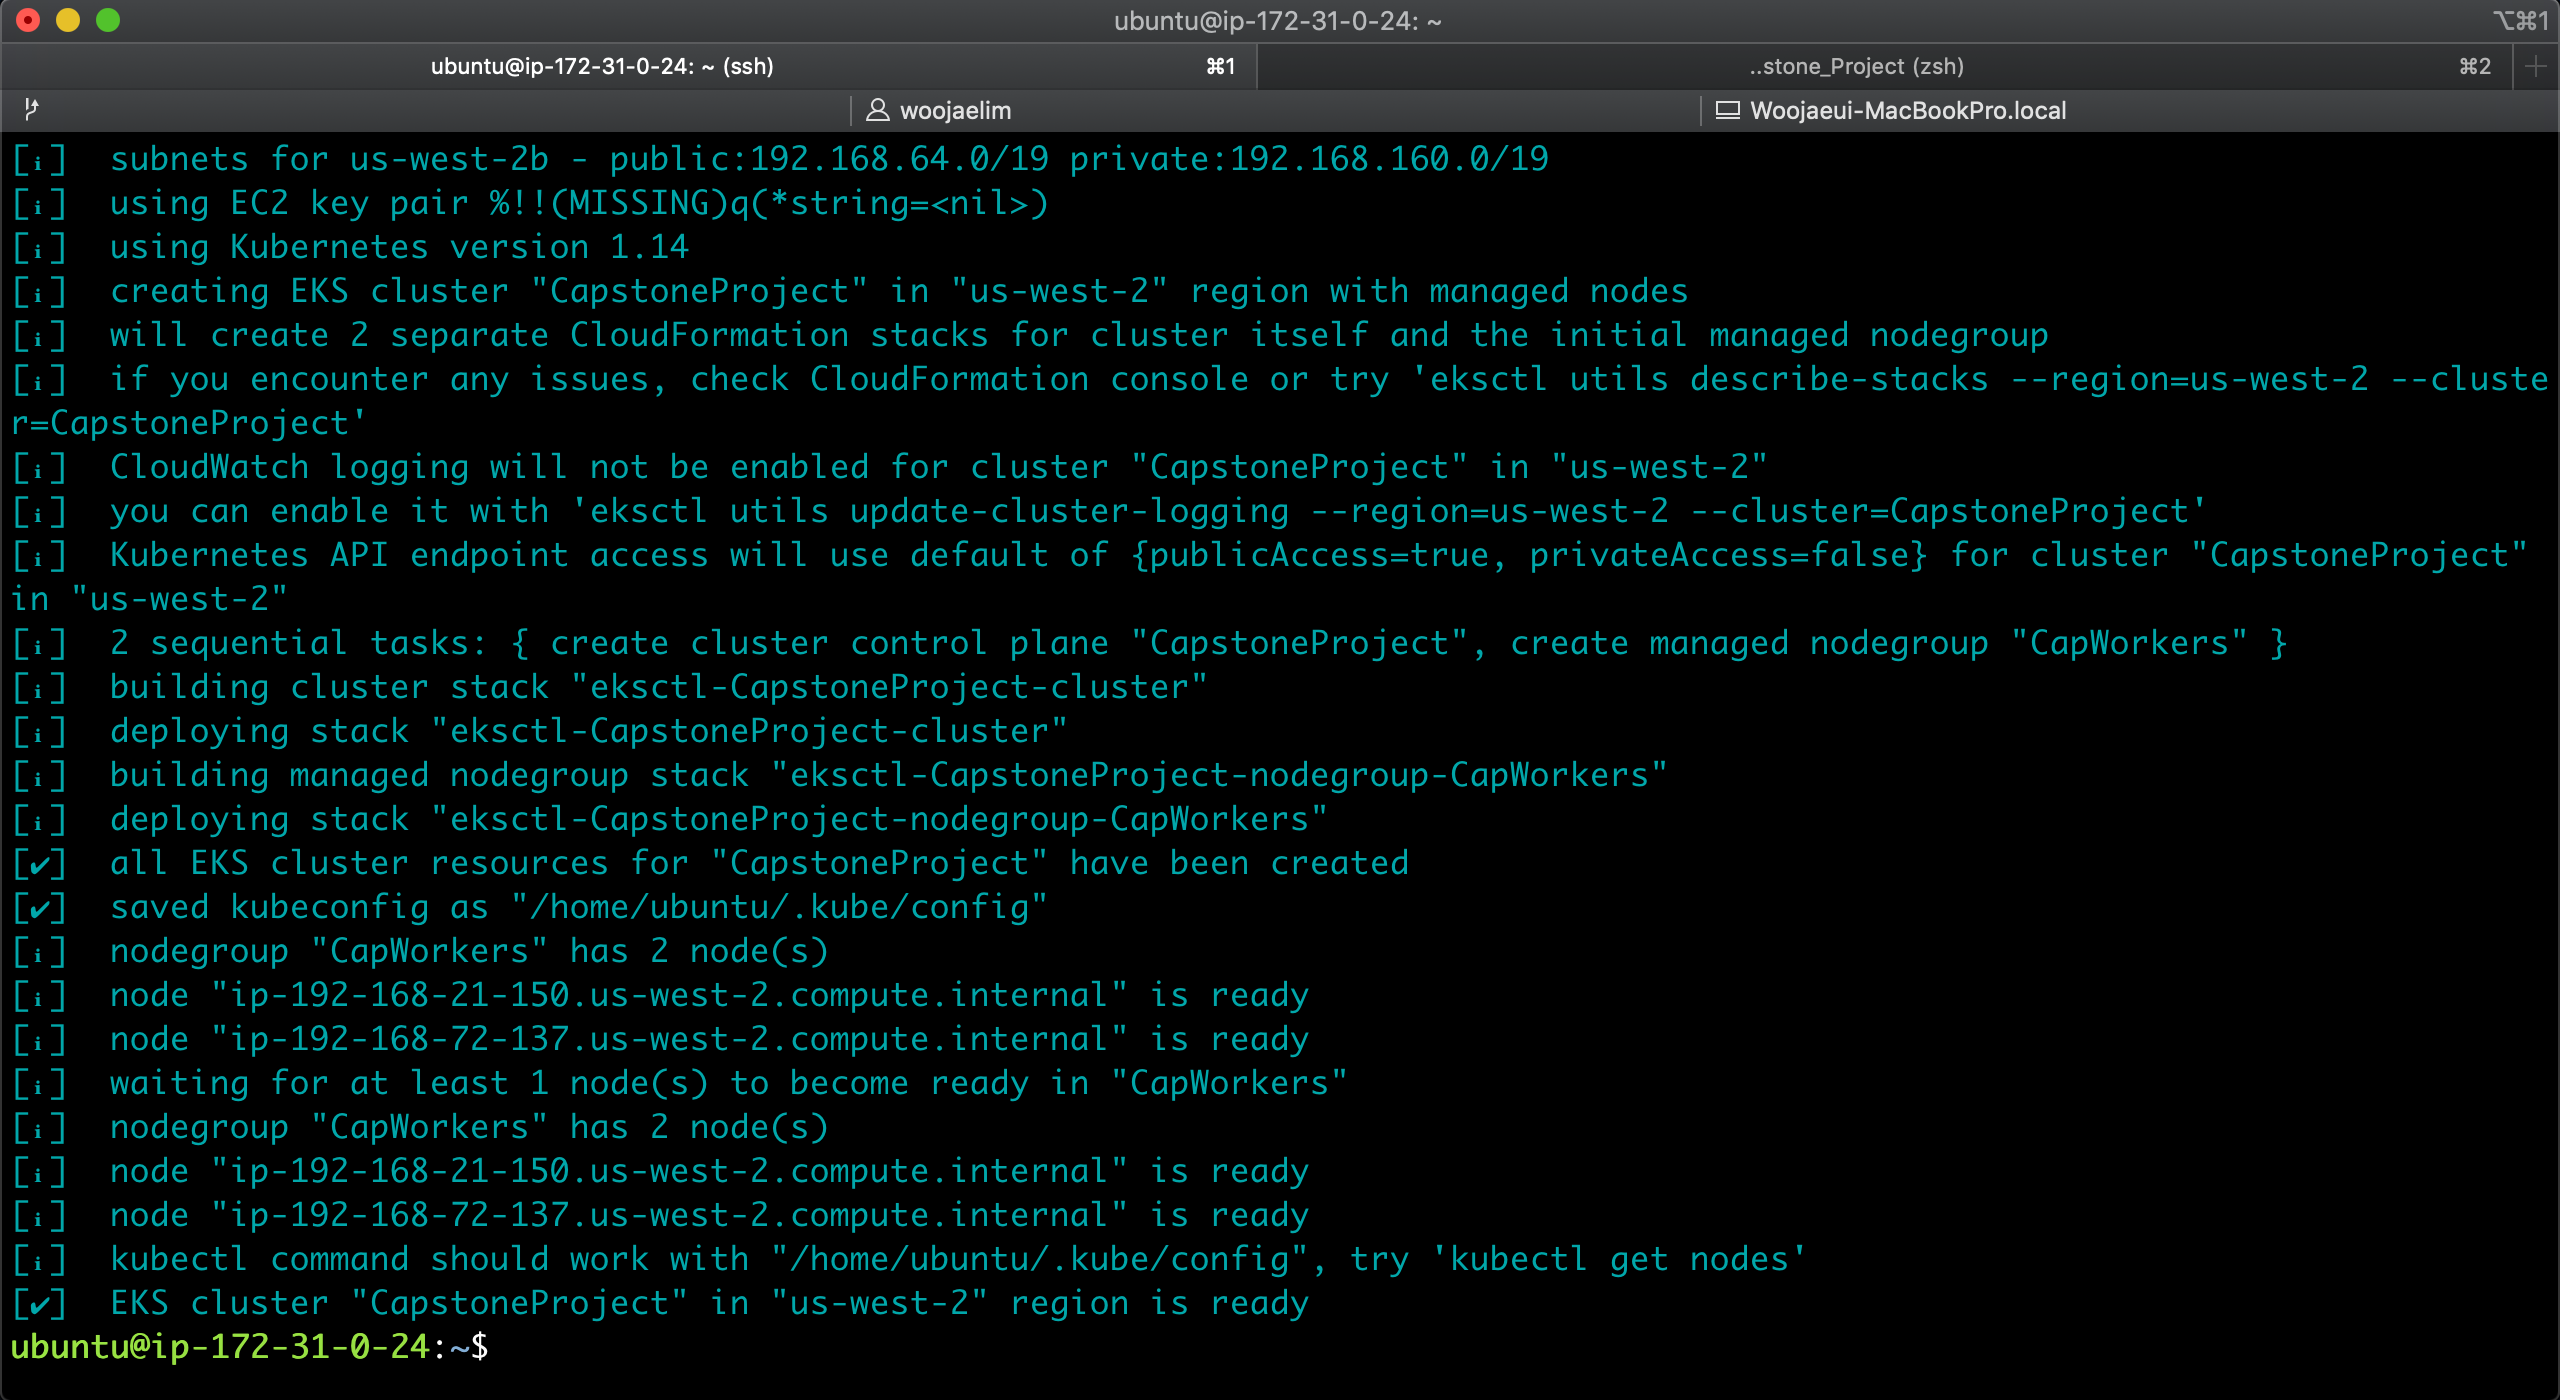 ubuntu@ip-172-31-0-24: ~
⌥⌘1
ubuntu@ip-172-31-0-24: ~ (ssh) ⌘1
..stone_Project (zsh) ⌘2
woojaelim
Woojaeui-MacBookPro.local
[ℹ]  subnets for us-west-2b - public:192.168.64.0/19 private:192.168.160.0/19
[ℹ]  using EC2 key pair %!!(MISSING)q(*string=<nil>)
[ℹ]  using Kubernetes version 1.14
[ℹ]  creating EKS cluster "CapstoneProject" in "us-west-2" region with managed nodes
[ℹ]  will create 2 separate CloudFormation stacks for cluster itself and the initial managed nodegroup
[ℹ]  if you encounter any issues, check CloudFormation console or try 'eksctl utils describe-stacks --region=us-west-2 --cluste
r=CapstoneProject'
[ℹ]  CloudWatch logging will not be enabled for cluster "CapstoneProject" in "us-west-2"
[ℹ]  you can enable it with 'eksctl utils update-cluster-logging --region=us-west-2 --cluster=CapstoneProject'
[ℹ]  Kubernetes API endpoint access will use default of {publicAccess=true, privateAccess=false} for cluster "CapstoneProject"
in "us-west-2"
[ℹ]  2 sequential tasks: { create cluster control plane "CapstoneProject", create managed nodegroup "CapWorkers" }
[ℹ]  building cluster stack "eksctl-CapstoneProject-cluster"
[ℹ]  deploying stack "eksctl-CapstoneProject-cluster"
[ℹ]  building managed nodegroup stack "eksctl-CapstoneProject-nodegroup-CapWorkers"
[ℹ]  deploying stack "eksctl-CapstoneProject-nodegroup-CapWorkers"
[✔]  all EKS cluster resources for "CapstoneProject" have been created
[✔]  saved kubeconfig as "/home/ubuntu/.kube/config"
[ℹ]  nodegroup "CapWorkers" has 2 node(s)
[ℹ]  node "ip-192-168-21-150.us-west-2.compute.internal" is ready
[ℹ]  node "ip-192-168-72-137.us-west-2.compute.internal" is ready
[ℹ]  waiting for at least 1 node(s) to become ready in "CapWorkers"
[ℹ]  nodegroup "CapWorkers" has 2 node(s)
[ℹ]  node "ip-192-168-21-150.us-west-2.compute.internal" is ready
[ℹ]  node "ip-192-168-72-137.us-west-2.compute.internal" is ready
[ℹ]  kubectl command should work with "/home/ubuntu/.kube/config", try 'kubectl get nodes'
[✔]  EKS cluster "CapstoneProject" in "us-west-2" region is ready
ubuntu@ip-172-31-0-24:~$